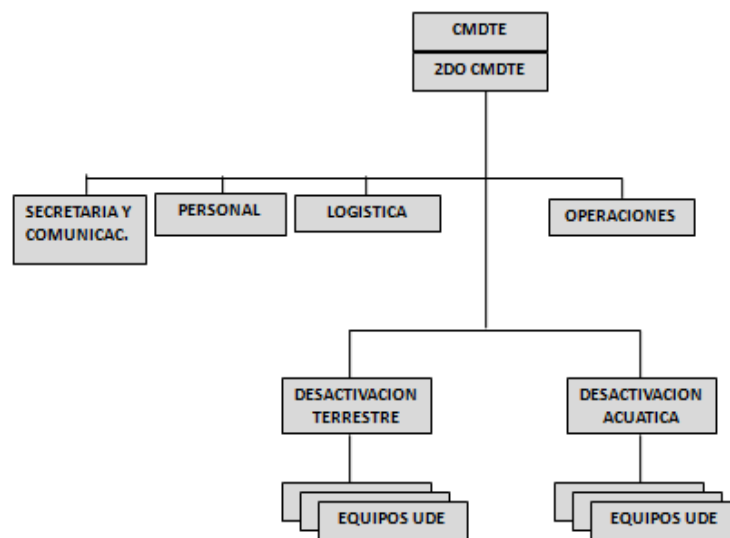 CMDTE
2DO CMDTE
SECRETARIA Y
COMUNICAC.
PERSONAL
LOGISTICA
OPERACIONES
DESACTIVACION
TERRESTRE
DESACTIVACION
ACUATICA
EQUIPOS UDE
EQUIPOS UDE